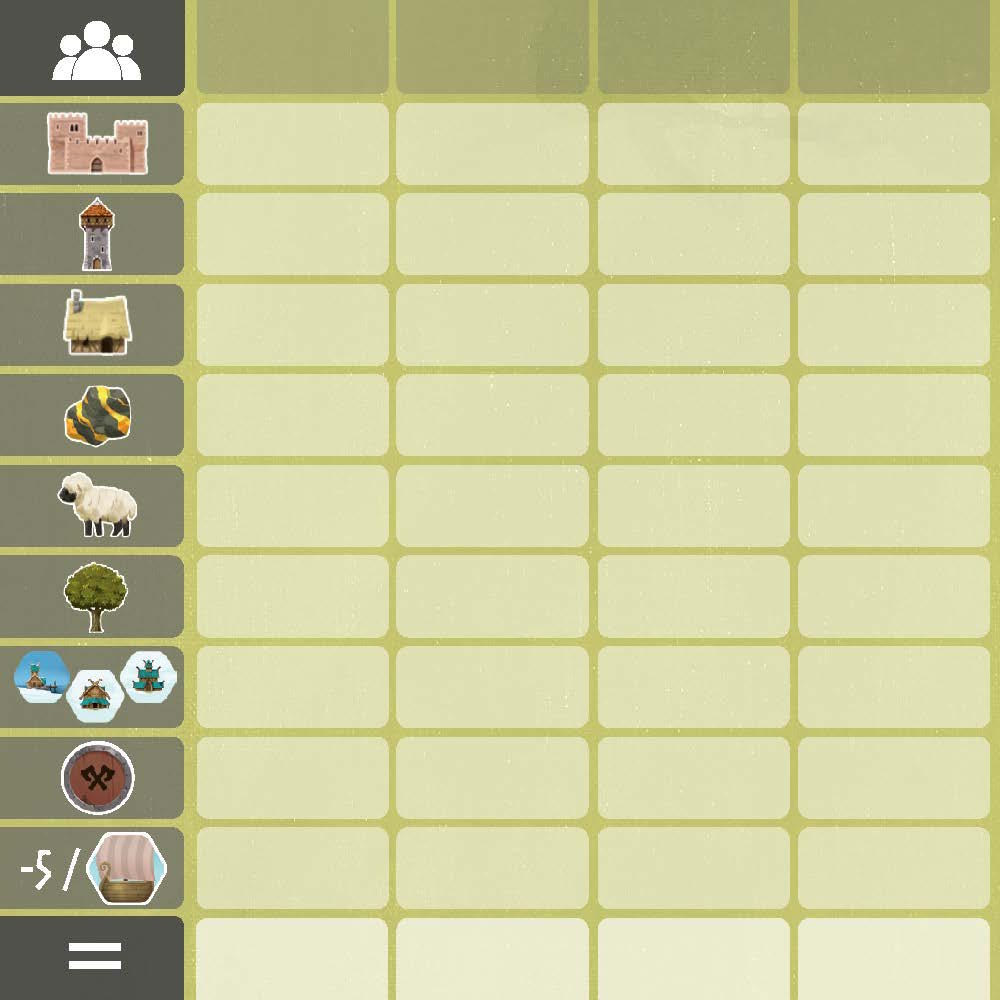 -5/
=